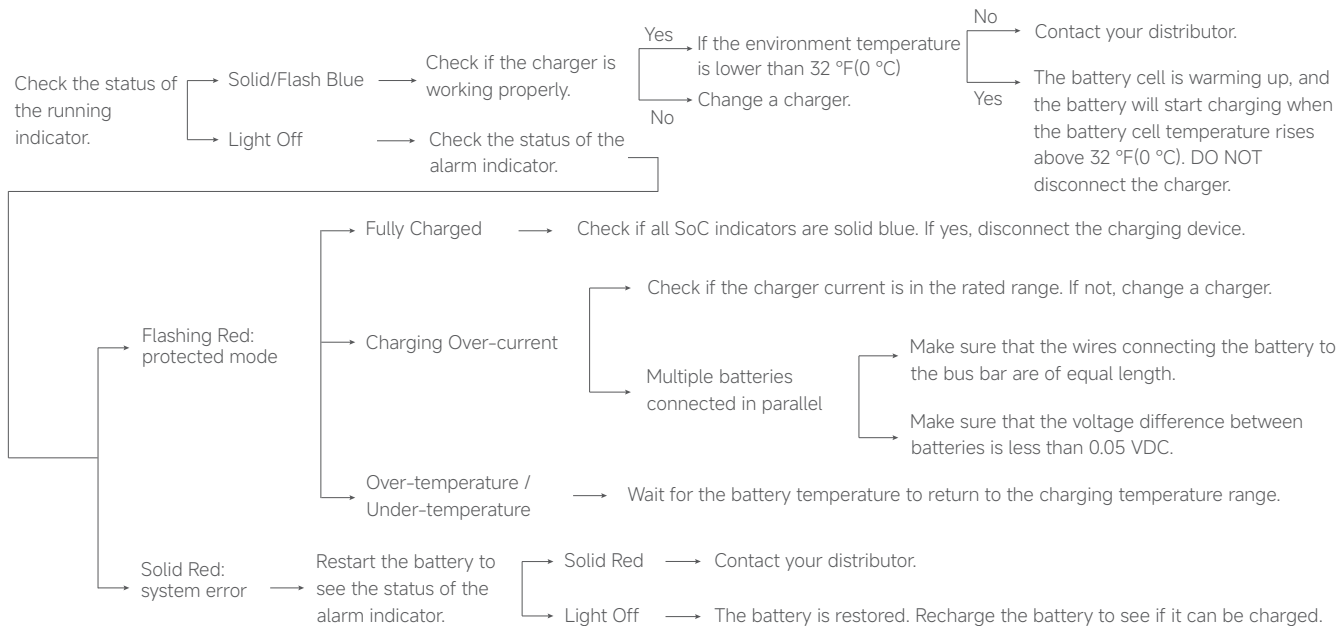 Check the status of
the running
indicator.
Solid/Flash Blue
Check if the charger is
working properly.
Yes
If the environment temperature
is lower than 32 °F(0 °C)
No
Contact your distributor.
Yes
The battery cell is warming up, and
the battery will start charging when
the battery cell temperature rises
above 32 °F(0 °C). DO NOT
disconnect the charger.
No
Change a charger.
Light Off
Check the status of the
alarm indicator.
Flashing Red:
protected mode
Fully Charged
Check if all SoC indicators are solid blue. If yes, disconnect the charging device.
Charging Over-current
Check if the charger current is in the rated range. If not, change a charger.
Multiple batteries
connected in parallel
Make sure that the wires connecting the battery to
the bus bar are of equal length.
Make sure that the voltage difference between
batteries is less than 0.05 VDC.
Over-temperature /
Under-temperature
Wait for the battery temperature to return to the charging temperature range.
Solid Red:
system error
Restart the battery to
see the status of the
alarm indicator.
Solid Red
Contact your distributor.
Light Off
The battery is restored. Recharge the battery to see if it can be charged.